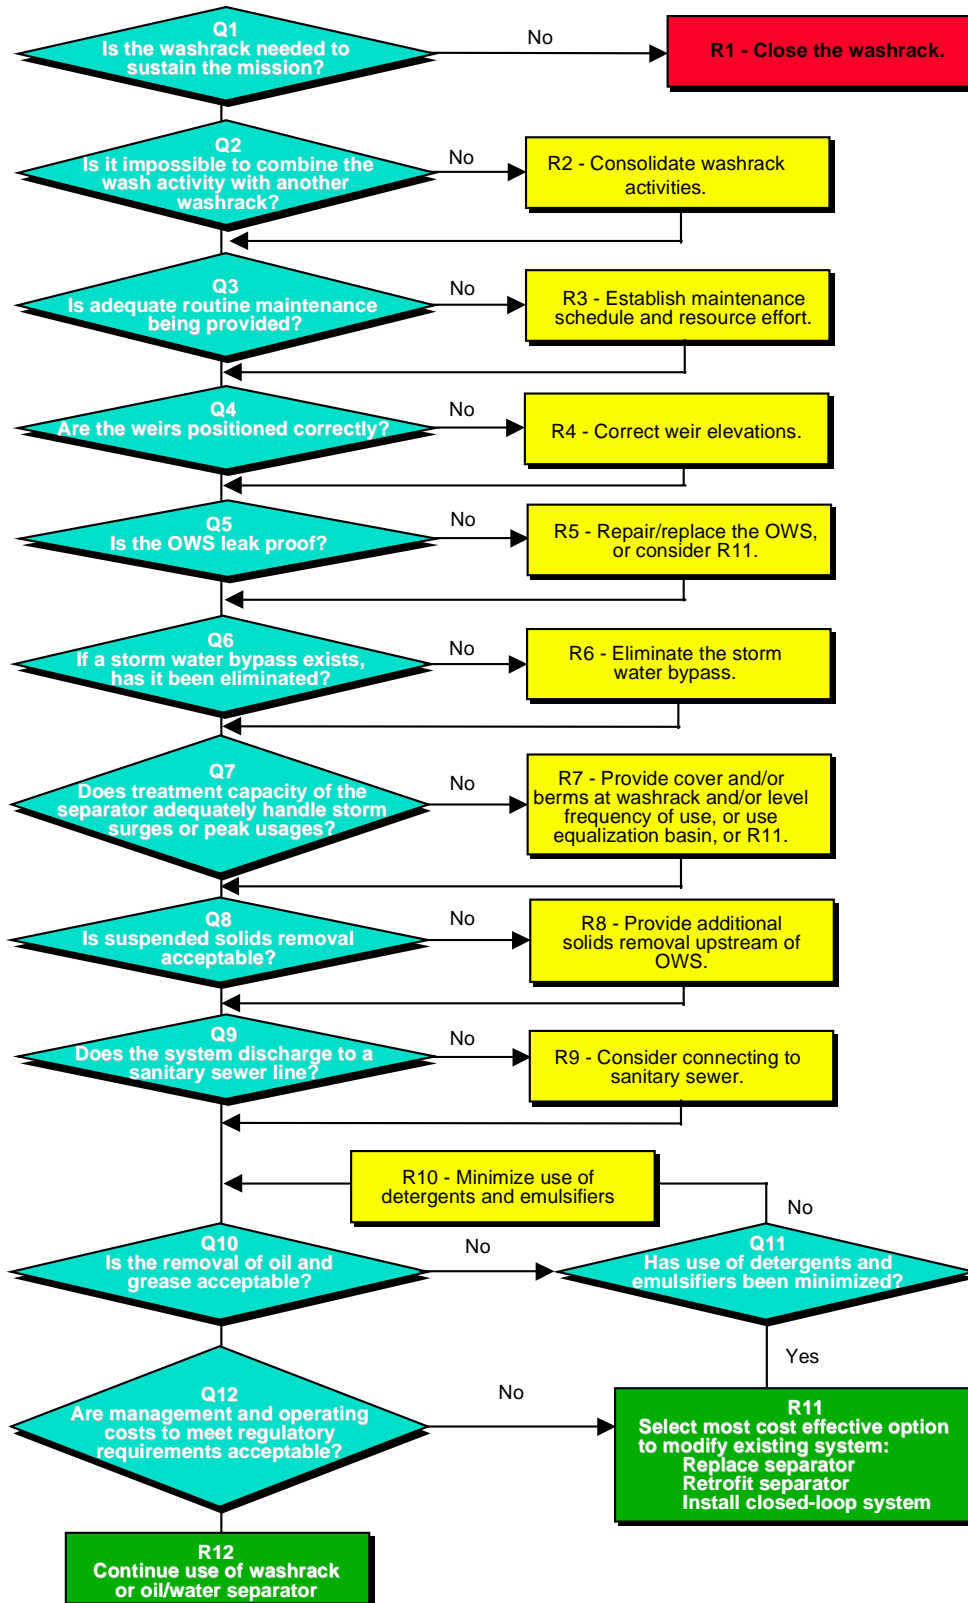 Q1
Is the washrack needed to
sustain the mission?
No
R1 - Close the washrack.
Q2
Is it impossible to combine the
wash activity with another
washrack?
No
R2 - Consolidate washrack
activities.
Q3
Is adequate routine maintenance
being provided?
No
R3 - Establish maintenance
schedule and resource effort.
Q4
Are the weirs positioned correctly?
No
R4 - Correct weir elevations.
Q5
Is the OWS leak proof?
No
R5 - Repair/replace the OWS,
or consider R11.
Q6
If a storm water bypass exists,
has it been eliminated?
No
R6 - Eliminate the storm
water bypass.
Q7
Does treatment capacity of the
separator adequately handle storm
surges or peak usages?
No
R7 - Provide cover and/or
berms at washrack and/or level
frequency of use, or use
equalization basin, or R11.
Q8
Is suspended solids removal
acceptable?
No
R8 - Provide additional
solids removal upstream of
OWS.
Q9
Does the system discharge to a
sanitary sewer line?
No
R9 - Consider connecting to
sanitary sewer.
R10 - Minimize use of
detergents and emulsifiers
No
Q10
Is the removal of oil and
grease acceptable?
No
Q11
Has use of detergents and
emulsifiers been minimized?
Yes
Q12
Are management and operating
costs to meet regulatory
requirements acceptable?
No
R11
Select most cost effective option
to modify existing system:
Replace separator
Retrofit separator
Install closed-loop system
R12
Continue use of washrack
or oil/water separator